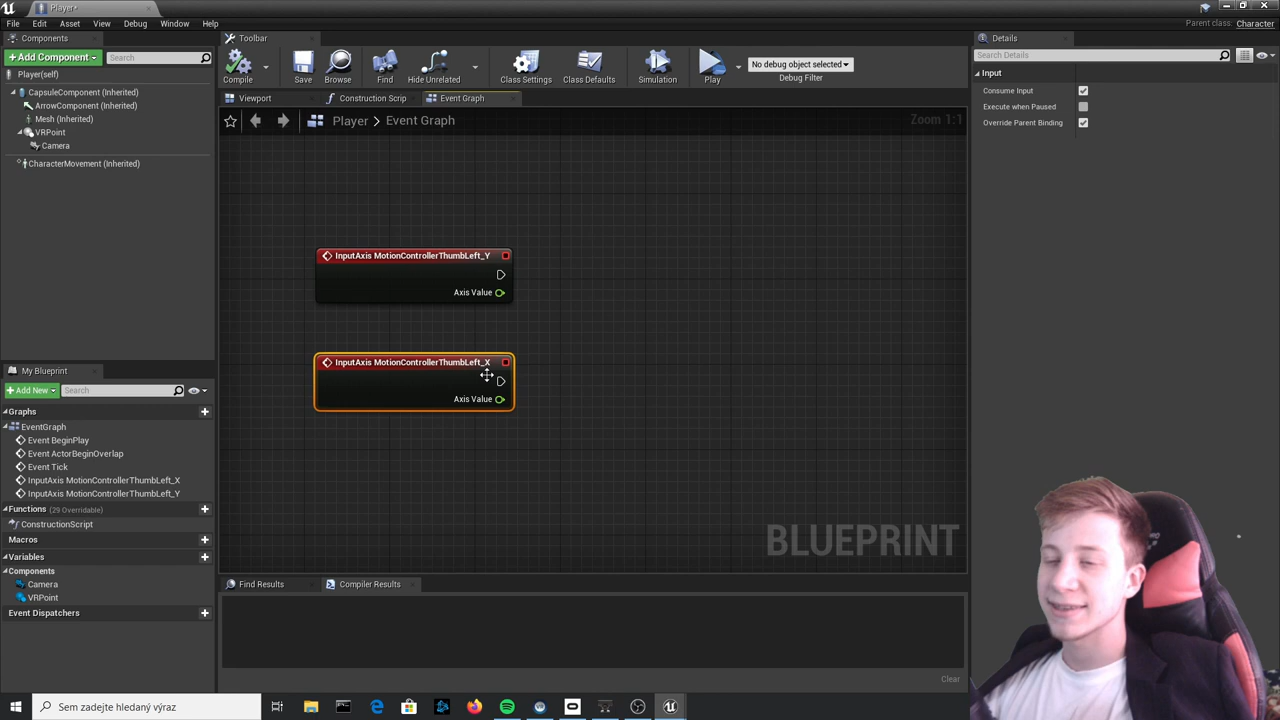 Player*
File Edit Asset View Debug Window Help
Parent class: Character
Components
Toolbar
Details
+ Add Component
Search
Compile
Save
Browse
Find
Hide Unrelated
Class Settings
Class Defaults
Simulation
Play
No debug object selected
Debug Filter
Search Details
Player(self)
Input
CapsuleComponent (Inherited)
Consume Input
ArrowComponent (Inherited)
Execute when Paused
Mesh (Inherited)
Override Parent Binding
VRPoint
Camera
CharacterMovement (Inherited)
Viewport
Construction Scrip
Event Graph
Player > Event Graph
Zoom 1:1
InputAxis MotionControllerThumbLeft_Y
Axis Value
InputAxis MotionControllerThumbLeft_X
Axis Value
BLUEPRINT
My Blueprint
+ Add New
Search
Graphs
EventGraph
Event BeginPlay
Event ActorBeginOverlap
Event Tick
InputAxis MotionControllerThumbLeft_X
InputAxis MotionControllerThumbLeft_Y
Functions (29 Overridable)
ConstructionScript
Macros
Variables
Components
Camera
VRPoint
Event Dispatchers
Find Results
Compiler Results
Clear
Sem zadejte hledaný výraz